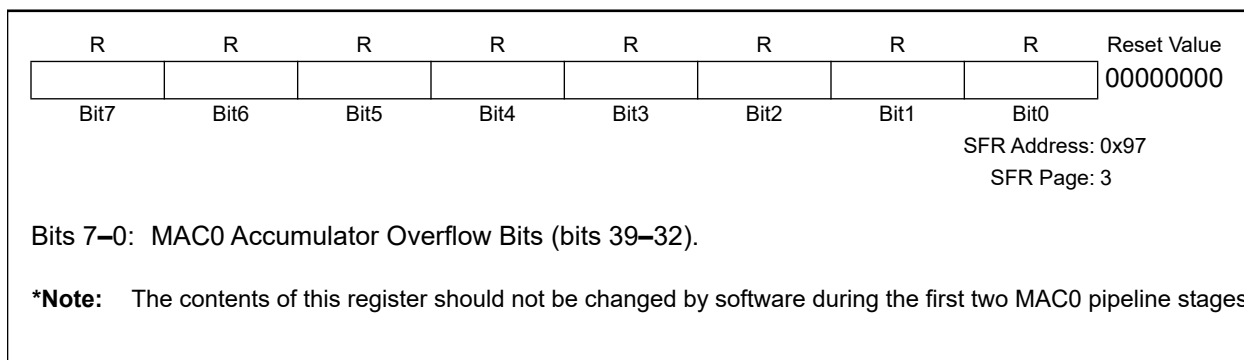 R R R R R R R R Reset Value
00000000
Bit7 Bit6 Bit5 Bit4 Bit3 Bit2 Bit1 Bit0
SFR Address: 0x97
SFR Page: 3
Bits 7–0: MAC0 Accumulator Overflow Bits (bits 39–32).
*Note: The contents of this register should not be changed by software during the first two MAC0 pipeline stages